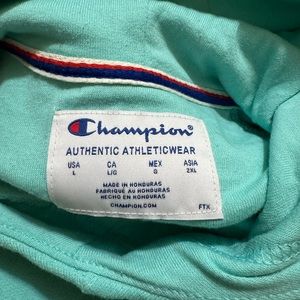 Champion®
AUTHENTIC ATHLETICWEAR
USA CA MEX ASIA
L L/G G 2XL
MADE IN HONDURAS
FABRIQUÉ AU HONDURAS
HECHO EN HONDURAS
CHAMPION.COM
FTX